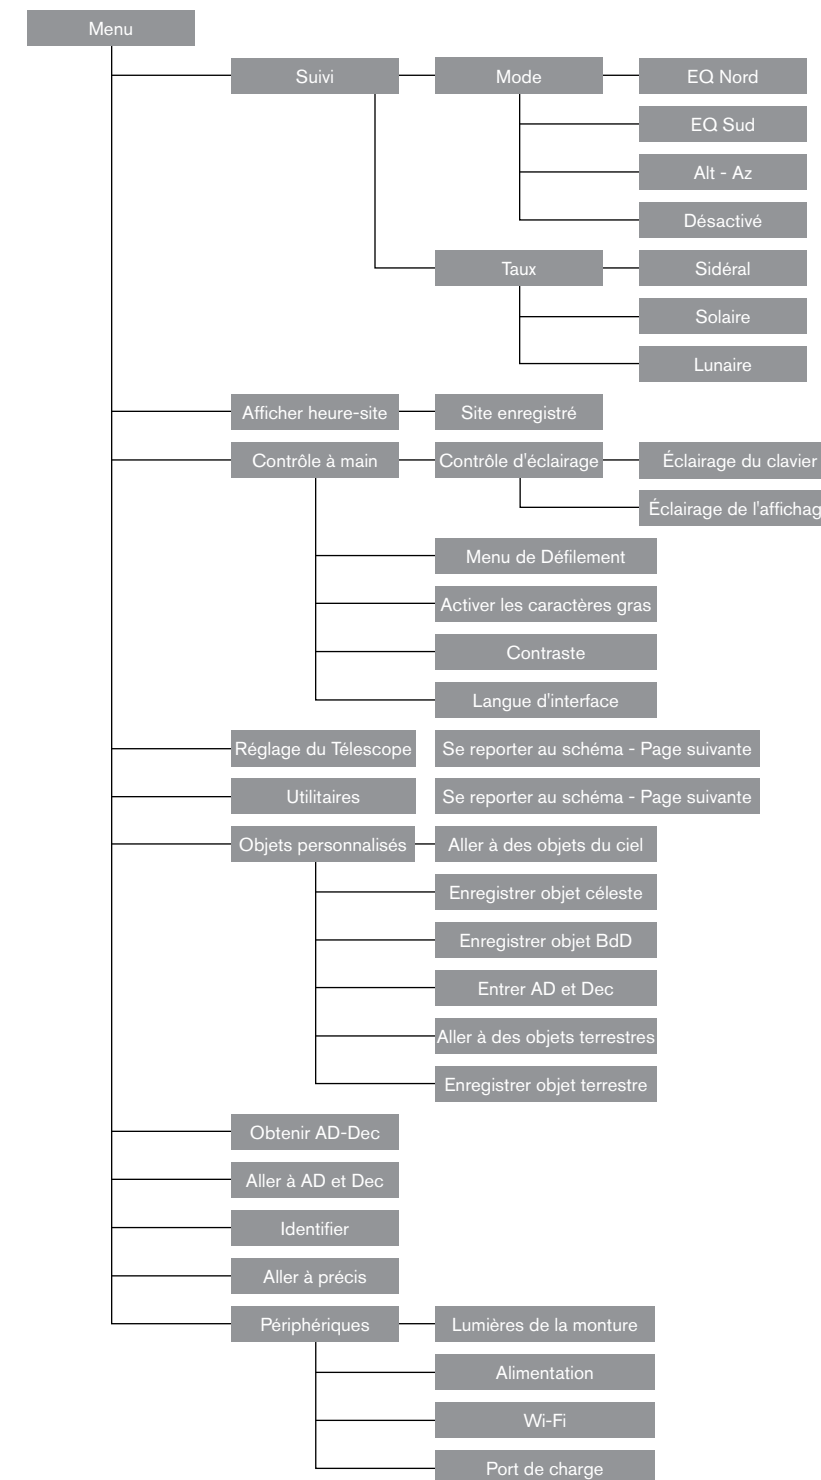 Menu
Suivi
Mode
EQ Nord
EQ Sud
Alt - Az
Désactivé
Taux
Sidéral
Solaire
Lunaire
Afficher heure-site
Site enregistré
Contrôle à main
Contrôle d'éclairage
Éclairage du clavier
Éclairage de l'affichag
Menu de Défilement
Activer les caractères gras
Contraste
Langue d'interface
Réglage du Télescope
Se reporter au schéma - Page suivante
Utilitaires
Se reporter au schéma - Page suivante
Objets personnalisés
Aller à des objets du ciel
Enregistrer objet céleste
Enregistrer objet BdD
Entrer AD et Dec
Aller à des objets terrestres
Enregistrer objet terrestre
Obtenir AD-Dec
Aller à AD et Dec
Identifier
Aller à précis
Périphériques
Lumières de la monture
Alimentation
Wi-Fi
Port de charge